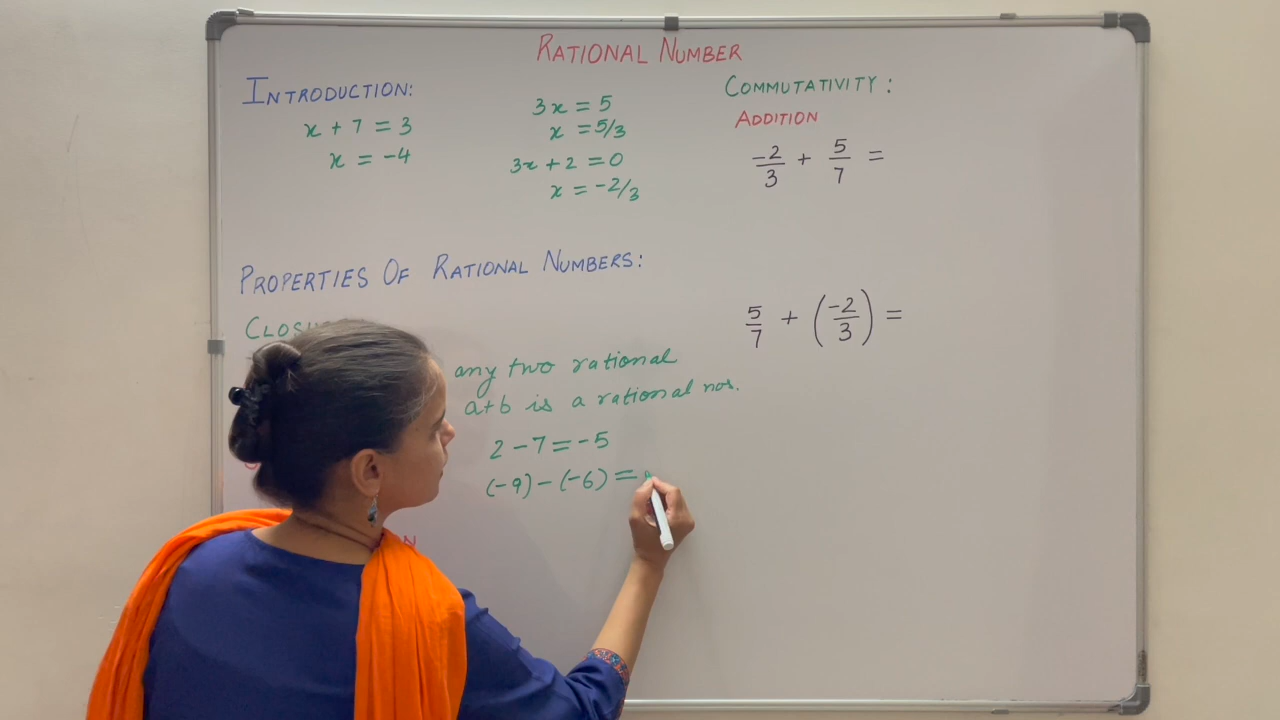 RATIONAL NUMBER
INTRODUCTION:
x + 7 = 3
x = -4
3x = 5
x = 5/3
3x + 2 = 0
x = -2/3
PROPERTIES OF RATIONAL NUMBERS:
any two rational
a+b is a rational nos.
2 - 7 = -5
(-9) - (-6) =
COMMUTATIVITY:
ADDITION
-2/3 + 5/7 =
5/7 + (-2/3) =